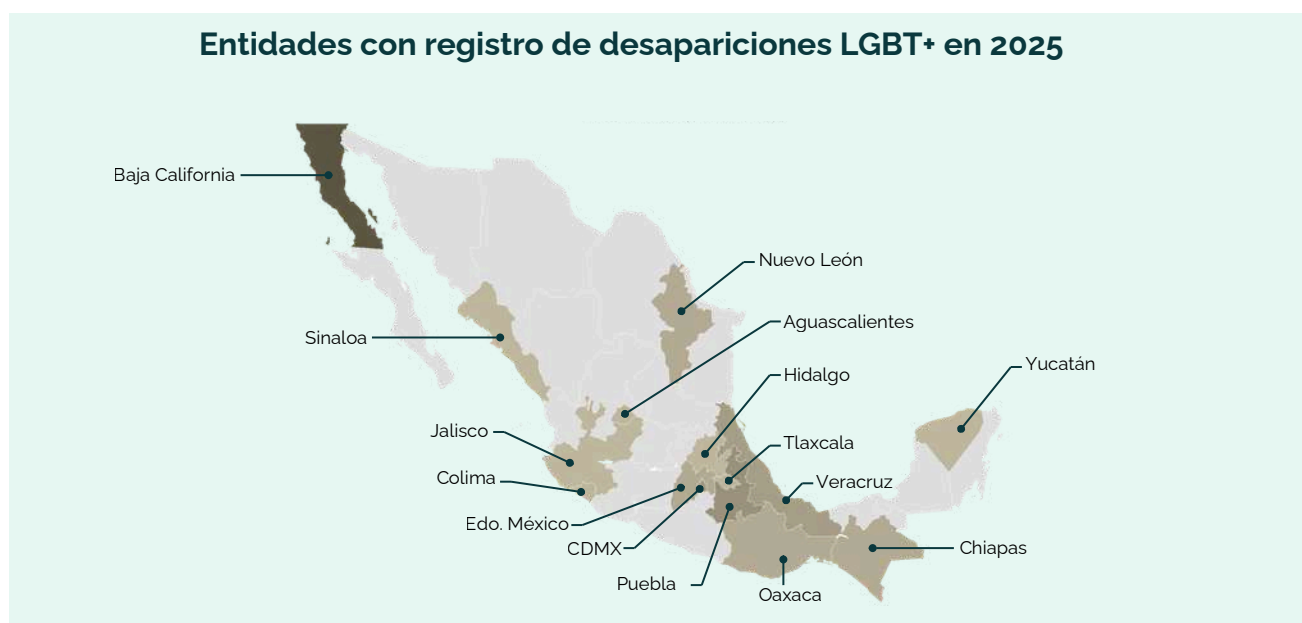 Entidades con registro de desapariciones LGBT+ en 2025
Baja California
Nuevo León
Aguascalientes
Sinaloa
Yucatán
Hidalgo
Jalisco
Tlaxcala
Colima
Veracruz
Edo. México
CDMX
Chiapas
Puebla
Oaxaca